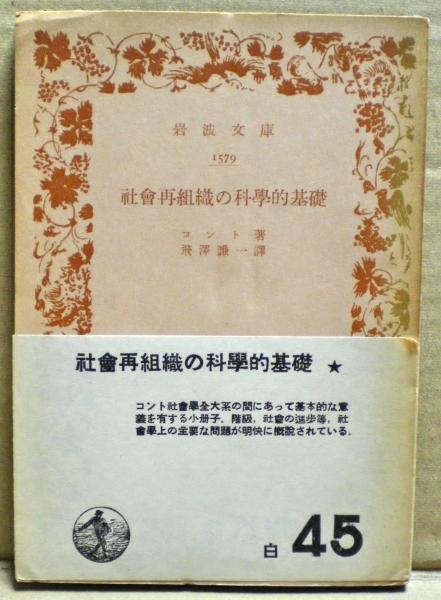 岩波文庫
1579
社會再組織の科學的基礎
コント著
飛澤謙一譯
社會再組織の科學的基礎 ★
コント社會學全大系の間にあって基本的な意
義を有する小册子．階級，社會の進歩等，社
會學上の主要な問題が明快に概說されている．
白 45